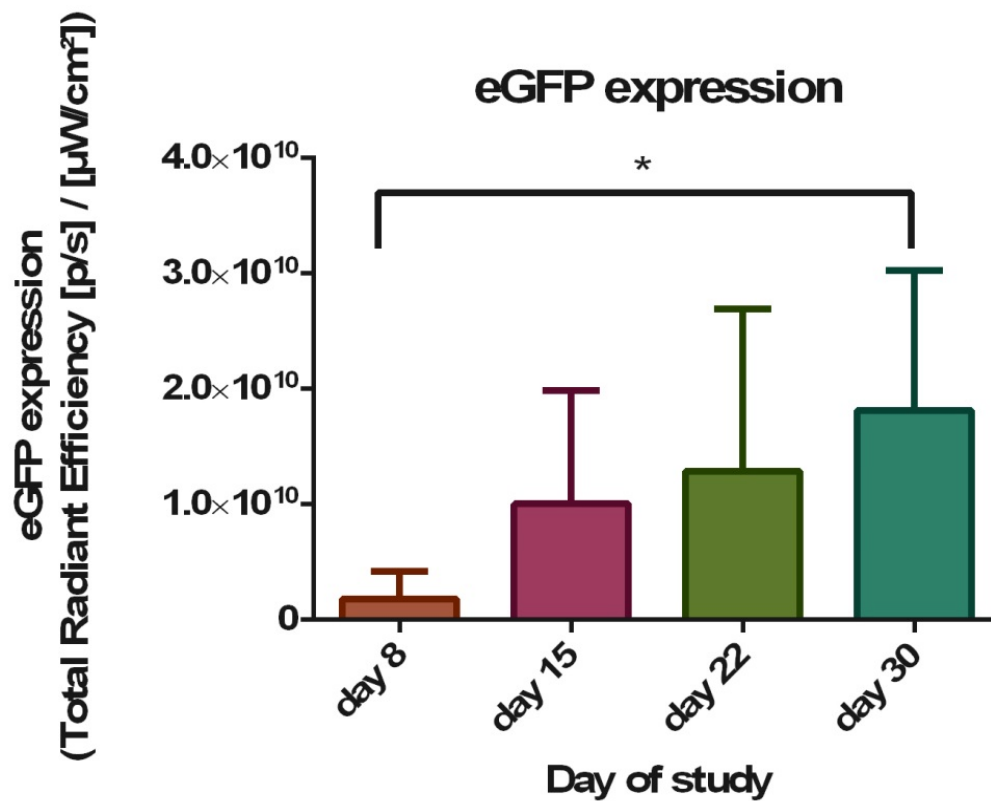 eGFP expression
*
eGFP expression
(Total Radiant Efficiency [p/s] / [µW/cm²])
4.0×10¹⁰
3.0×10¹⁰
2.0×10¹⁰
1.0×10¹⁰
0
day 8
day 15
day 22
day 30
Day of study